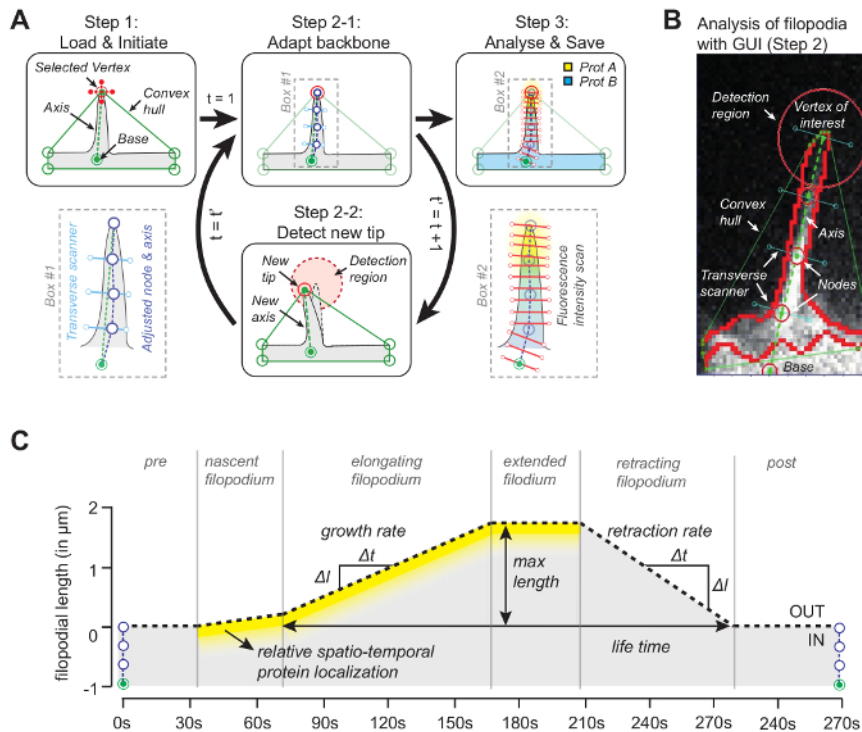 A
Step 1:
Load & Initiate
Selected Vertex
Axis
Convex
hull
Base
t = 1
Step 2-1:
Adapt backbone
Box #1
Step 3:
Analyse & Save
Prot A
Prot B
Box #2
t = t'
t' = t + 1
Step 2-2:
Detect new tip
New
tip
Detection
region
New
axis
Box #1
Transverse scanner
Adjusted node & axis
Box #2
Fluorescence
intensity scan
B
Analysis of filopodia
with GUI (Step 2)
Detection
region
Vertex of
interest
Convex
hull
Axis
Transverse
scanner
Nodes
Base
C
pre
nascent
filopodium
elongating
filopodium
extended
filodium
retracting
filopodium
post
filopodial length (in µm)
2
1
0
-1
growth rate
Δt
Δl
max
length
retraction rate
Δt
Δl
OUT
IN
life time
relative spatio-temporal
protein localization
0s 30s 60s 90s 120s 150s 180s 210s 240s 270s 240s 270s